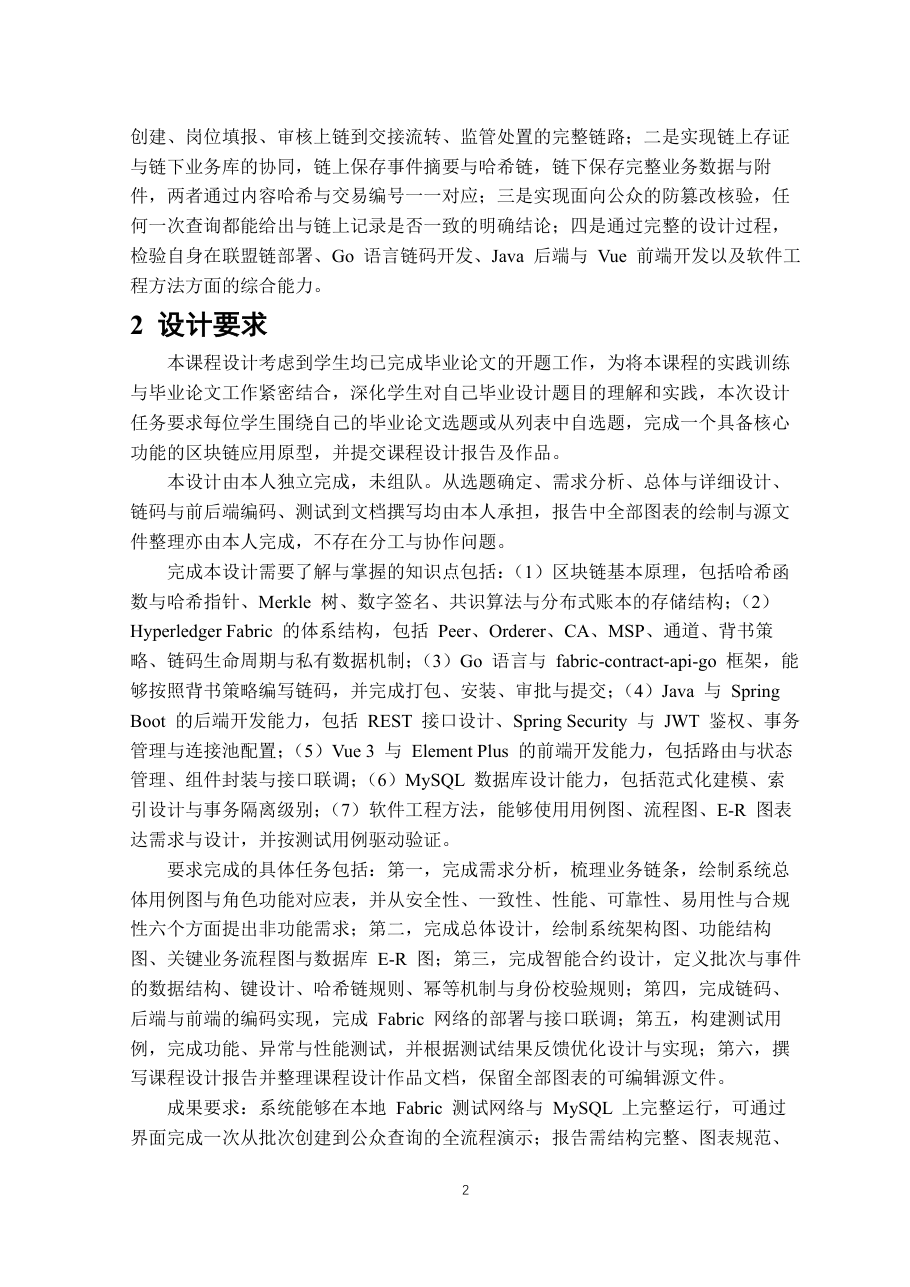 创建、岗位填报、审核上链到交接流转、监管处置的完整链路；二是实现链上存证
与链下业务库的协同，链上保存事件摘要与哈希链，链下保存完整业务数据与附
件，两者通过内容哈希与交易编号一一对应；三是实现面向公众的防篡改核验，任
何一次查询都能给出与链上记录是否一致的明确结论；四是通过完整的设计过程，
检验自身在联盟链部署、Go 语言链码开发、Java 后端与 Vue 前端开发以及软件工
程方法方面的综合能力。
2 设计要求
本课程设计考虑到学生均已完成毕业论文的开题工作，为将本课程的实践训练
与毕业论文工作紧密结合，深化学生对自己毕业设计题目的理解和实践，本次设计
任务要求每位学生围绕自己的毕业论文选题或从列表中自选题，完成一个具备核心
功能的区块链应用原型，并提交课程设计报告及作品。
本设计由本人独立完成，未组队。从选题确定、需求分析、总体与详细设计、
链码与前后端编码、测试到文档撰写均由本人承担，报告中全部图表的绘制与源文
件整理亦由本人完成，不存在分工与协作问题。
完成本设计需要了解与掌握的知识点包括：（1）区块链基本原理，包括哈希函
数与哈希指针、Merkle 树、数字签名、共识算法与分布式账本的存储结构；（2）
Hyperledger Fabric 的体系结构，包括 Peer、Orderer、CA、MSP、通道、背书策
略、链码生命周期与私有数据机制；（3）Go 语言与 fabric-contract-api-go 框架，能
够按照背书策略编写链码，并完成打包、安装、审批与提交；（4）Java 与 Spring
Boot 的后端开发能力，包括 REST 接口设计、Spring Security 与 JWT 鉴权、事务
管理与连接池配置；（5）Vue 3 与 Element Plus 的前端开发能力，包括路由与状态
管理、组件封装与接口联调；（6）MySQL 数据库设计能力，包括范式化建模、索
引设计与事务隔离级别；（7）软件工程方法，能够使用用例图、流程图、E-R 图表
达需求与设计，并按测试用例驱动验证。
要求完成的具体任务包括：第一，完成需求分析，梳理业务链条，绘制系统总
体用例图与角色功能对应表，并从安全性、一致性、性能、可靠性、易用性与合规
性六个方面提出非功能需求；第二，完成总体设计，绘制系统架构图、功能结构
图、关键业务流程图与数据库 E-R 图；第三，完成智能合约设计，定义批次与事件
的数据结构、键设计、哈希链规则、幂等机制与身份校验规则；第四，完成链码、
后端与前端的编码实现，完成 Fabric 网络的部署与接口联调；第五，构建测试用
例，完成功能、异常与性能测试，并根据测试结果反馈优化设计与实现；第六，撰
写课程设计报告并整理课程设计作品文档，保留全部图表的可编辑源文件。
成果要求：系统能够在本地 Fabric 测试网络与 MySQL 上完整运行，可通过
界面完成一次从批次创建到公众查询的全流程演示；报告需结构完整、图表规范、
2